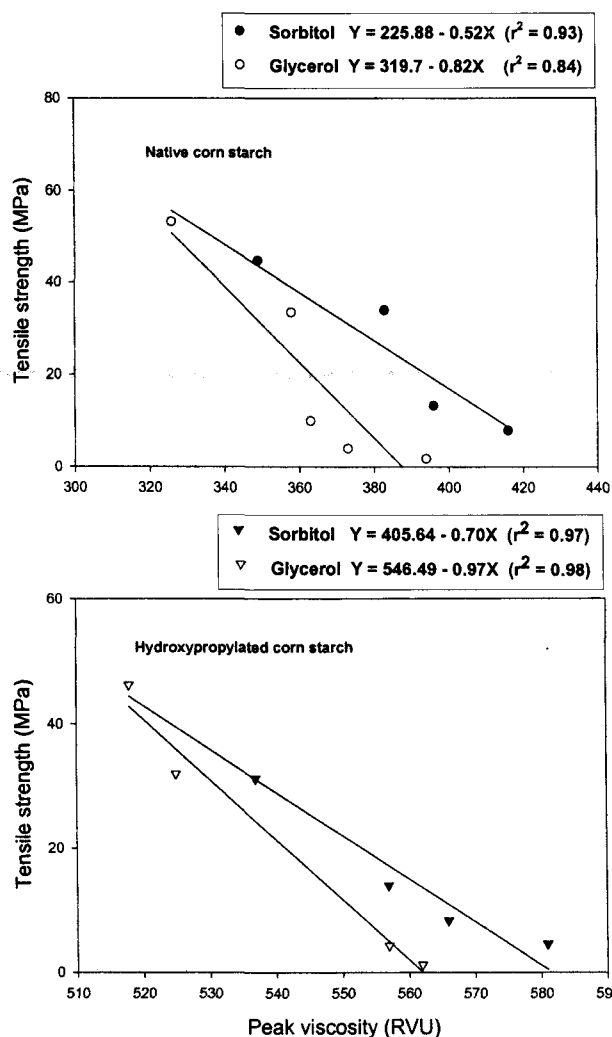 ● Sorbitol Y = 225.88 - 0.52X (r² = 0.93)
○ Glycerol Y = 319.7 - 0.82X (r² = 0.84)
80
60
40
20
0
Tensile strength (MPa)
Native corn starch
300 320 340 360 380 400 420 440
▼ Sorbitol Y = 405.64 - 0.70X (r² = 0.97)
▽ Glycerol Y = 546.49 - 0.97X (r² = 0.98)
60
40
20
0
Tensile strength (MPa)
Hydroxypropylated corn starch
510 520 530 540 550 560 570 580 59
Peak viscosity (RVU)